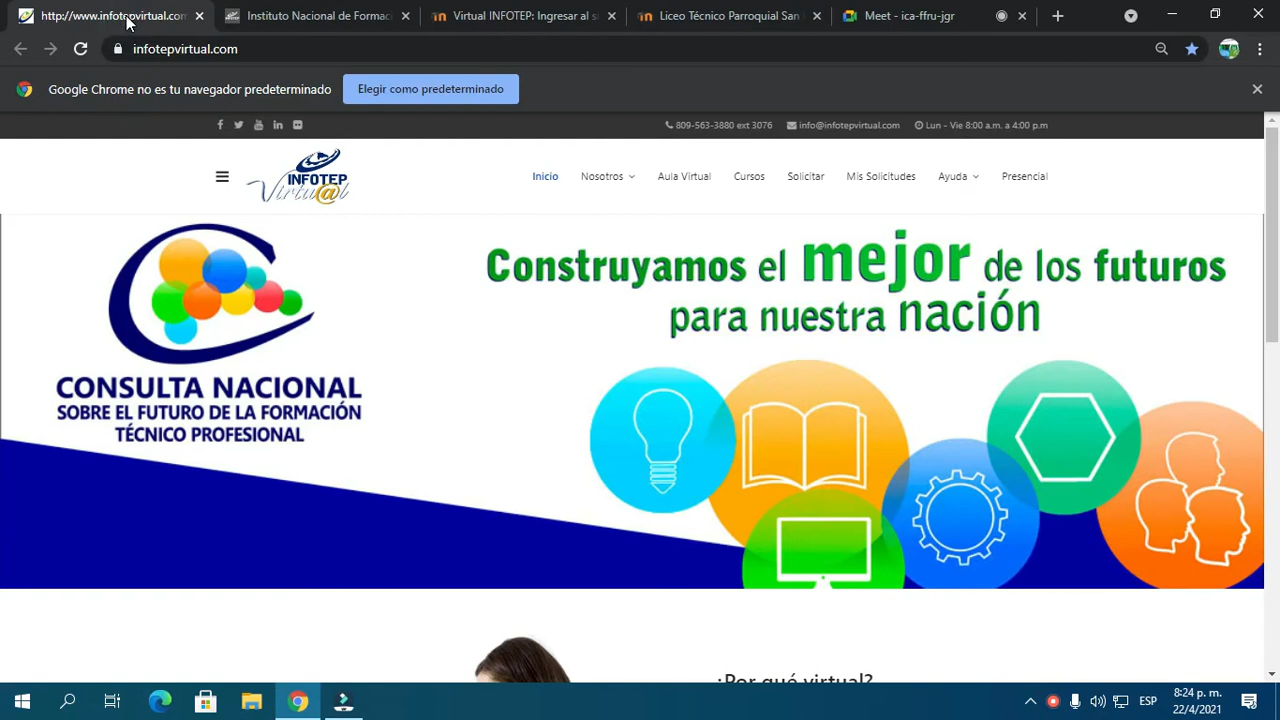 http://www.infotepvirtual.com
Instituto Nacional de Formaci
Virtual INFOTEP: Ingresar al s
Liceo Técnico Parroquial San
Meet - ica-ffru-jgr
infotepvirtual.com
Google Chrome no es tu navegador predeterminado
Elegir como predeterminado
809-563-3880 ext 3076
info@infotepvirtual.com
Lun - Vie 8:00 a.m. a 4:00 p.m
INFOTEP
Virtu@l
Inicio
Nosotros
Aula Virtual
Cursos
Solicitar
Mis Solicitudes
Ayuda
Presencial
Construyamos el mejor de los futuros
para nuestra nación
CONSULTA NACIONAL
SOBRE EL FUTURO DE LA FORMACIÓN
TÉCNICO PROFESIONAL
¿Por qué virtual?
ESP
8:24 p. m.
22/4/2021